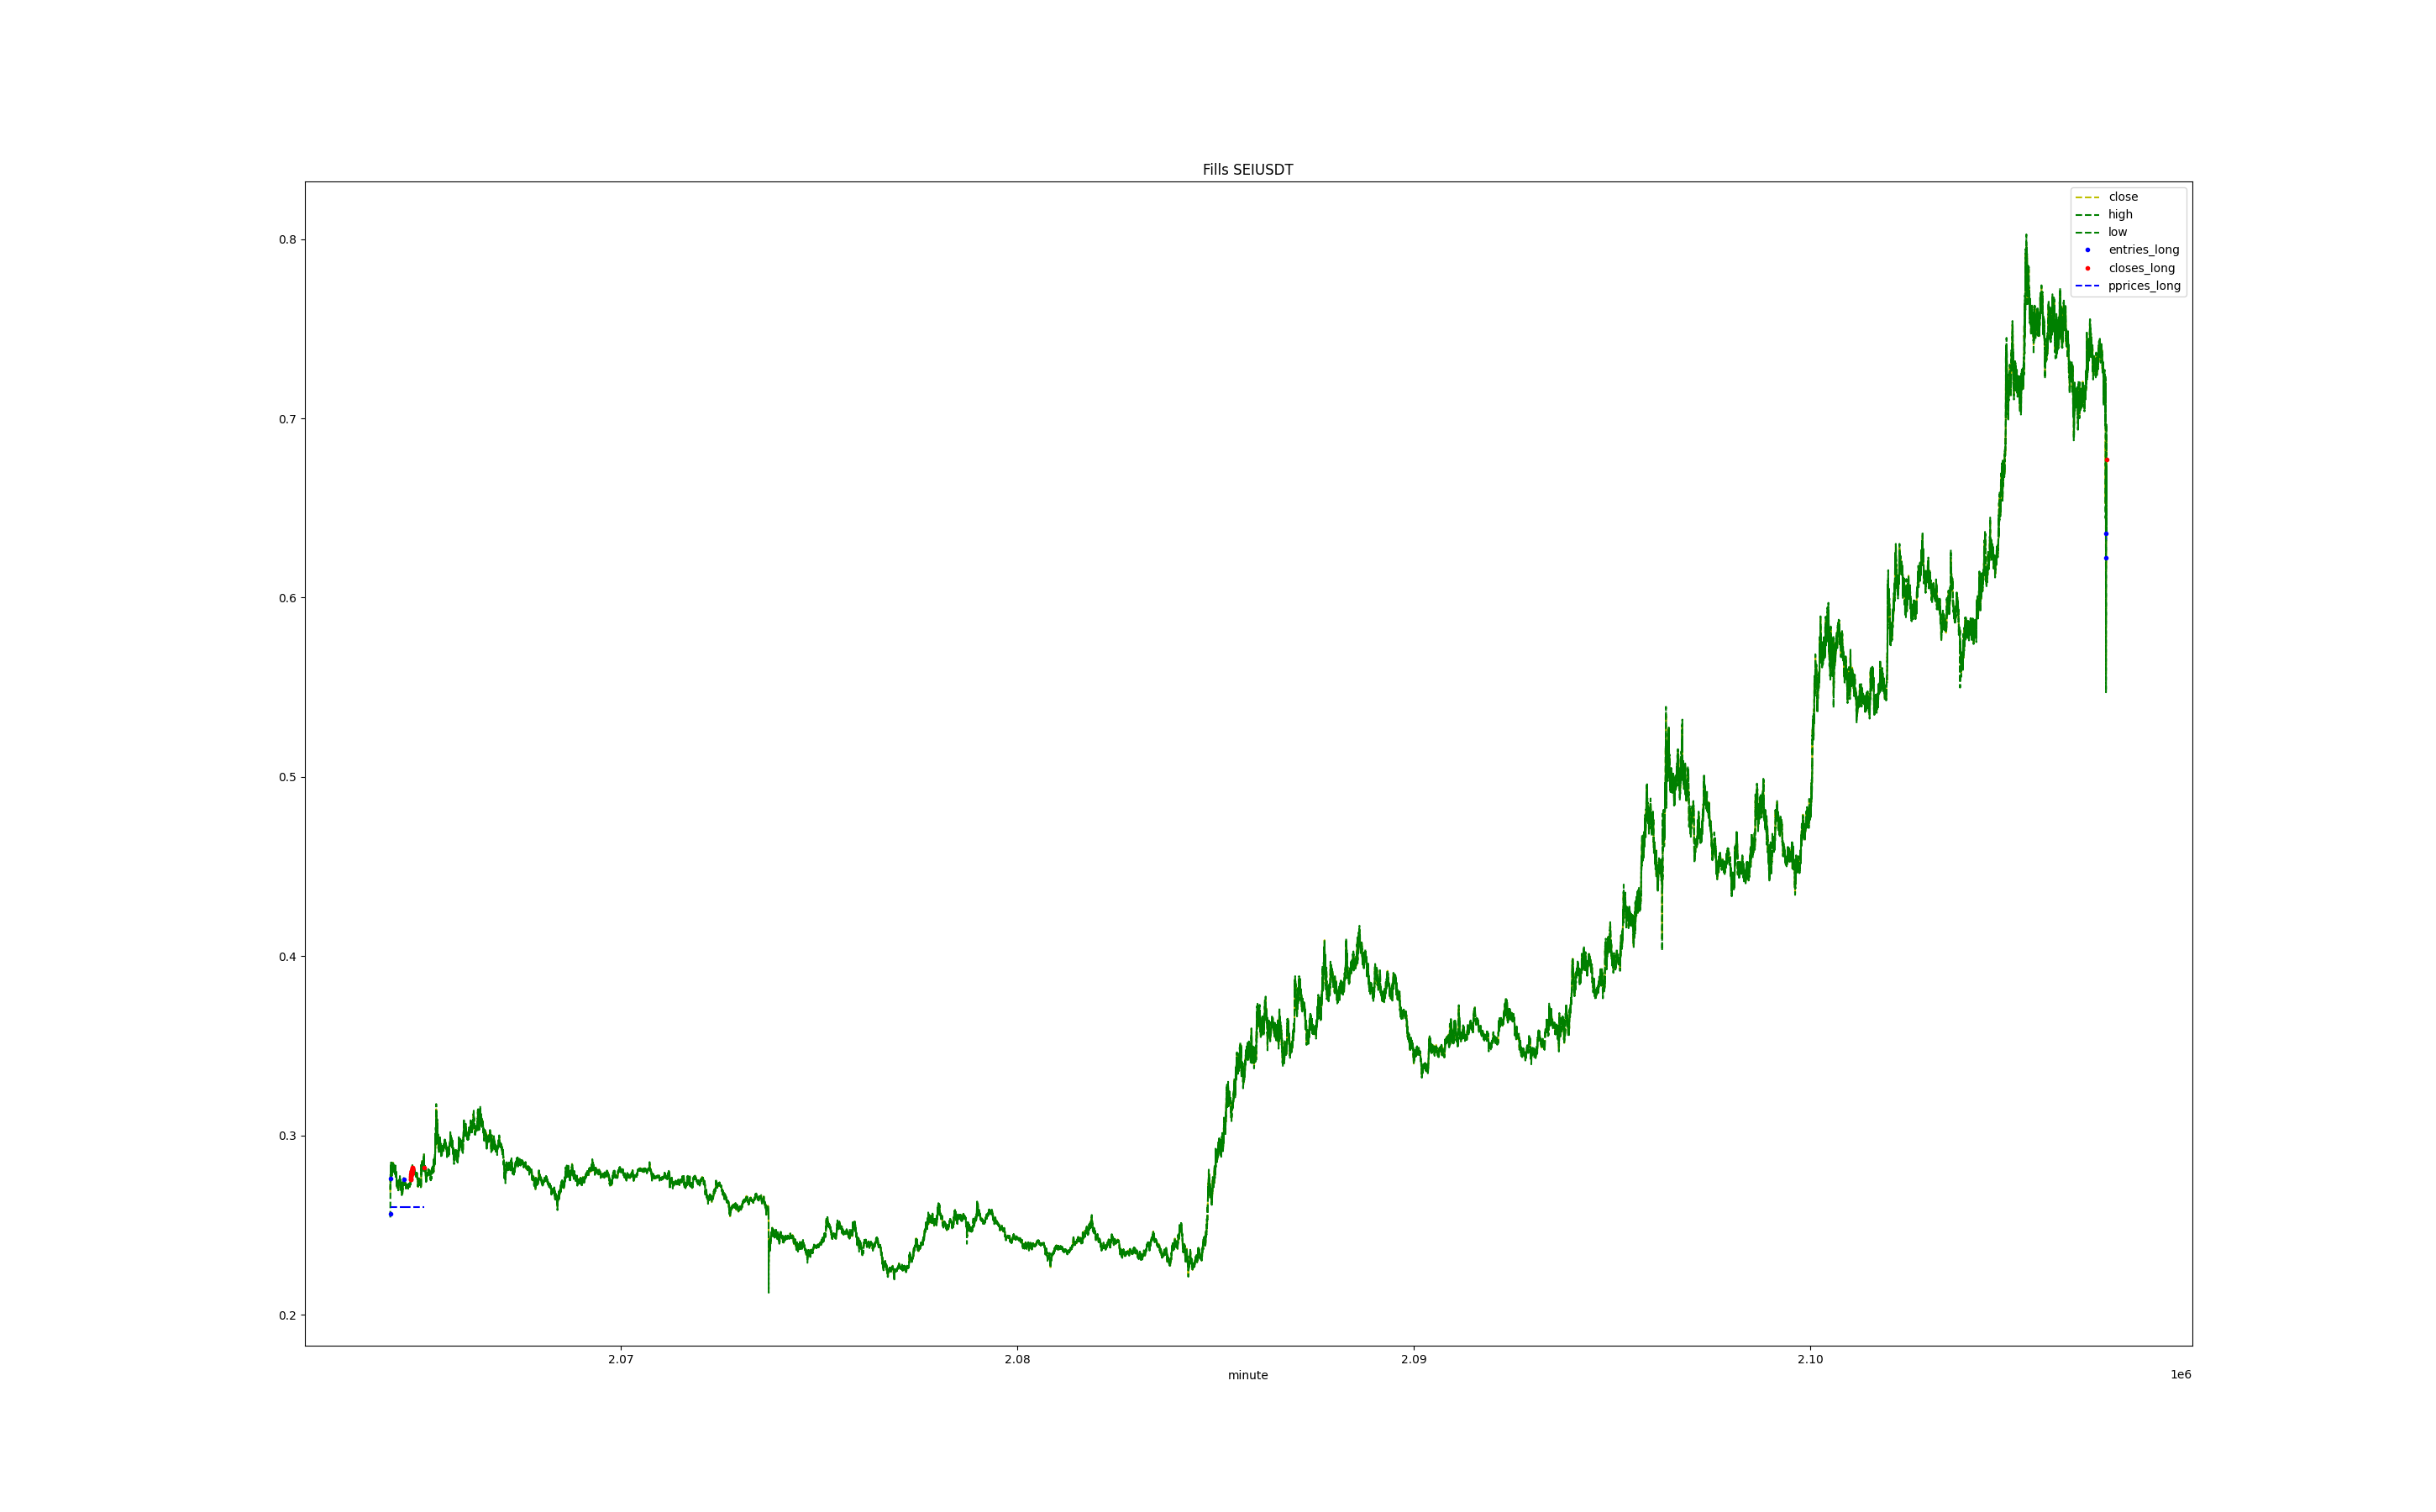 Fills SEIUSDT
close
high
low
entries_long
closes_long
pprices_long
0.8
0.7
0.6
0.5
0.4
0.3
0.2
2.07
2.08
2.09
2.10
minute
1e6